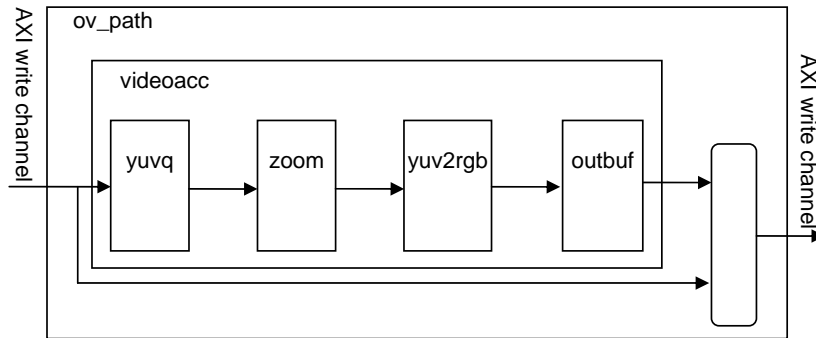 ov_path
AXI write channel
videoacc
yuvq
zoom
yuv2rgb
outbuf
AXI write channel